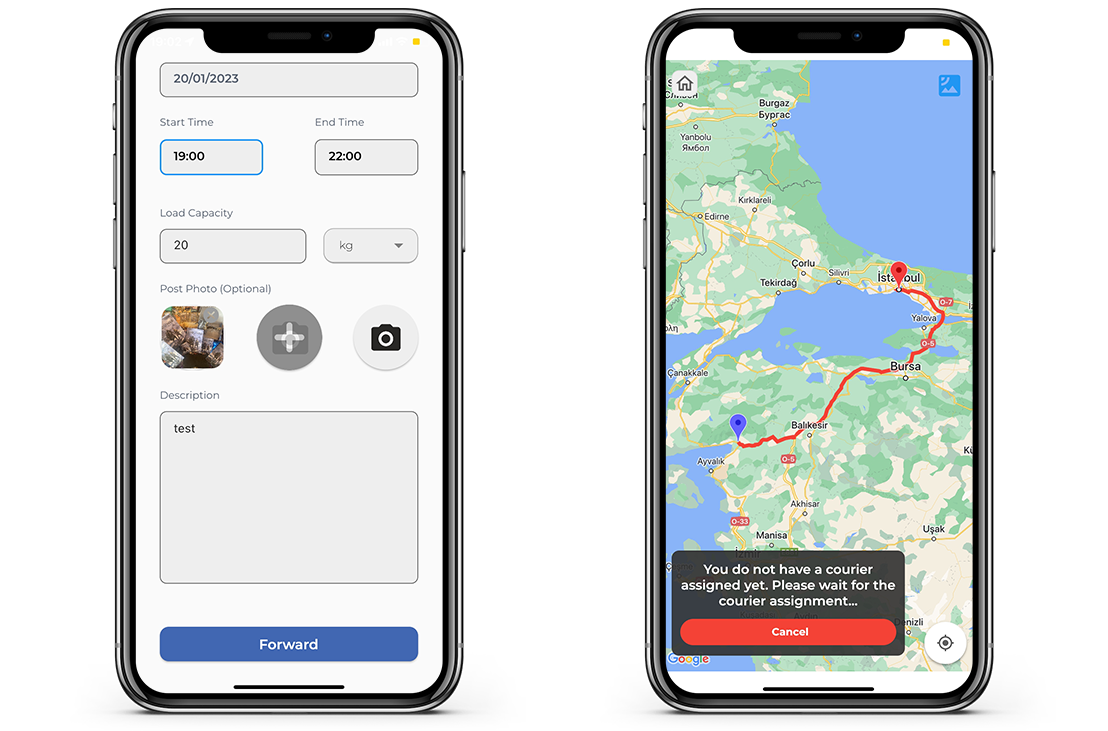 20/01/2023
Start Time
End Time
19:00
22:00
Load Capacity
20
kg
Post Photo (Optional)
Description
test
Forward
Burgaz
Бургас
Yanbolu
Ямбол
Kırklareli
Edirne
Çorlu
Silivri
İstanbul
Tekirdağ
O-7
Yalova
O-5
Bursa
Çanakkale
Balıkesir
O-5
Ayvalık
Akhisar
O-33
Uşak
Manisa
İzmir
You do not have a courier
assigned yet. Please wait for the
courier assignment...
Cancel
Denizli
Google